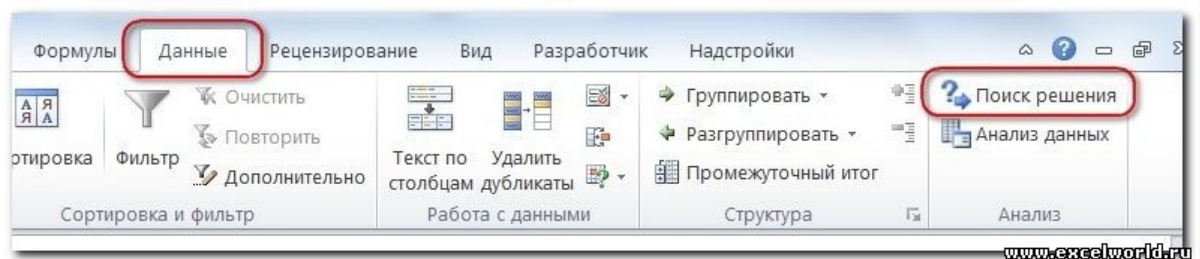 Формулы Данные Рецензирование Вид Разработчик Надстройки
А Я
Я А
Очистить
Повторить
Дополнительно
Фильтр
Текст по столбцам
Удалить дубликаты
Группировать
Разгруппировать
Промежуточный итог
Поиск решения
Анализ данных
Сортировка и фильтр
Работа с данными
Структура
Анализ
www.excelworld.ru